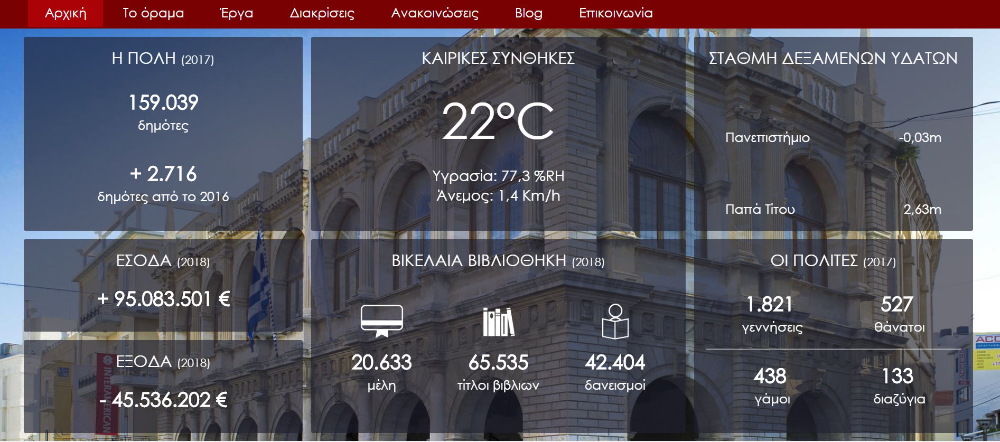 Αρχική Το όραμα Έργα Διακρίσεις Ανακοινώσεις Blog Επικοινωνία
Η ΠΟΛΗ (2017)
159.039
δημότες
+ 2.716
δημότες από το 2016
ΚΑΙΡΙΚΕΣ ΣΥΝΘΗΚΕΣ
22°C
Υγρασία: 77,3 %RH
Άνεμος: 1,4 Km/h
ΣΤΑΘΜΗ ΔΕΞΑΜΕΝΩΝ ΥΔΑΤΩΝ
Πανεπιστήμιο -0,03m
Παπά Τίτου 2,63m
ΕΣΟΔΑ (2018)
+ 95.083.501 €
ΕΞΟΔΑ (2018)
- 45.536.202 €
ΒΙΚΕΛΑΙΑ ΒΙΒΛΙΟΘΗΚΗ (2018)
20.633 65.535 42.404
μέλη τίτλοι βιβλιων δανεισμοί
ΟΙ ΠΟΛΙΤΕΣ (2017)
1.821 527
γεννήσεις θάνατοι
438 133
γάμοι διαζύγια
INTERAMERICAN
ACCESS
ACC